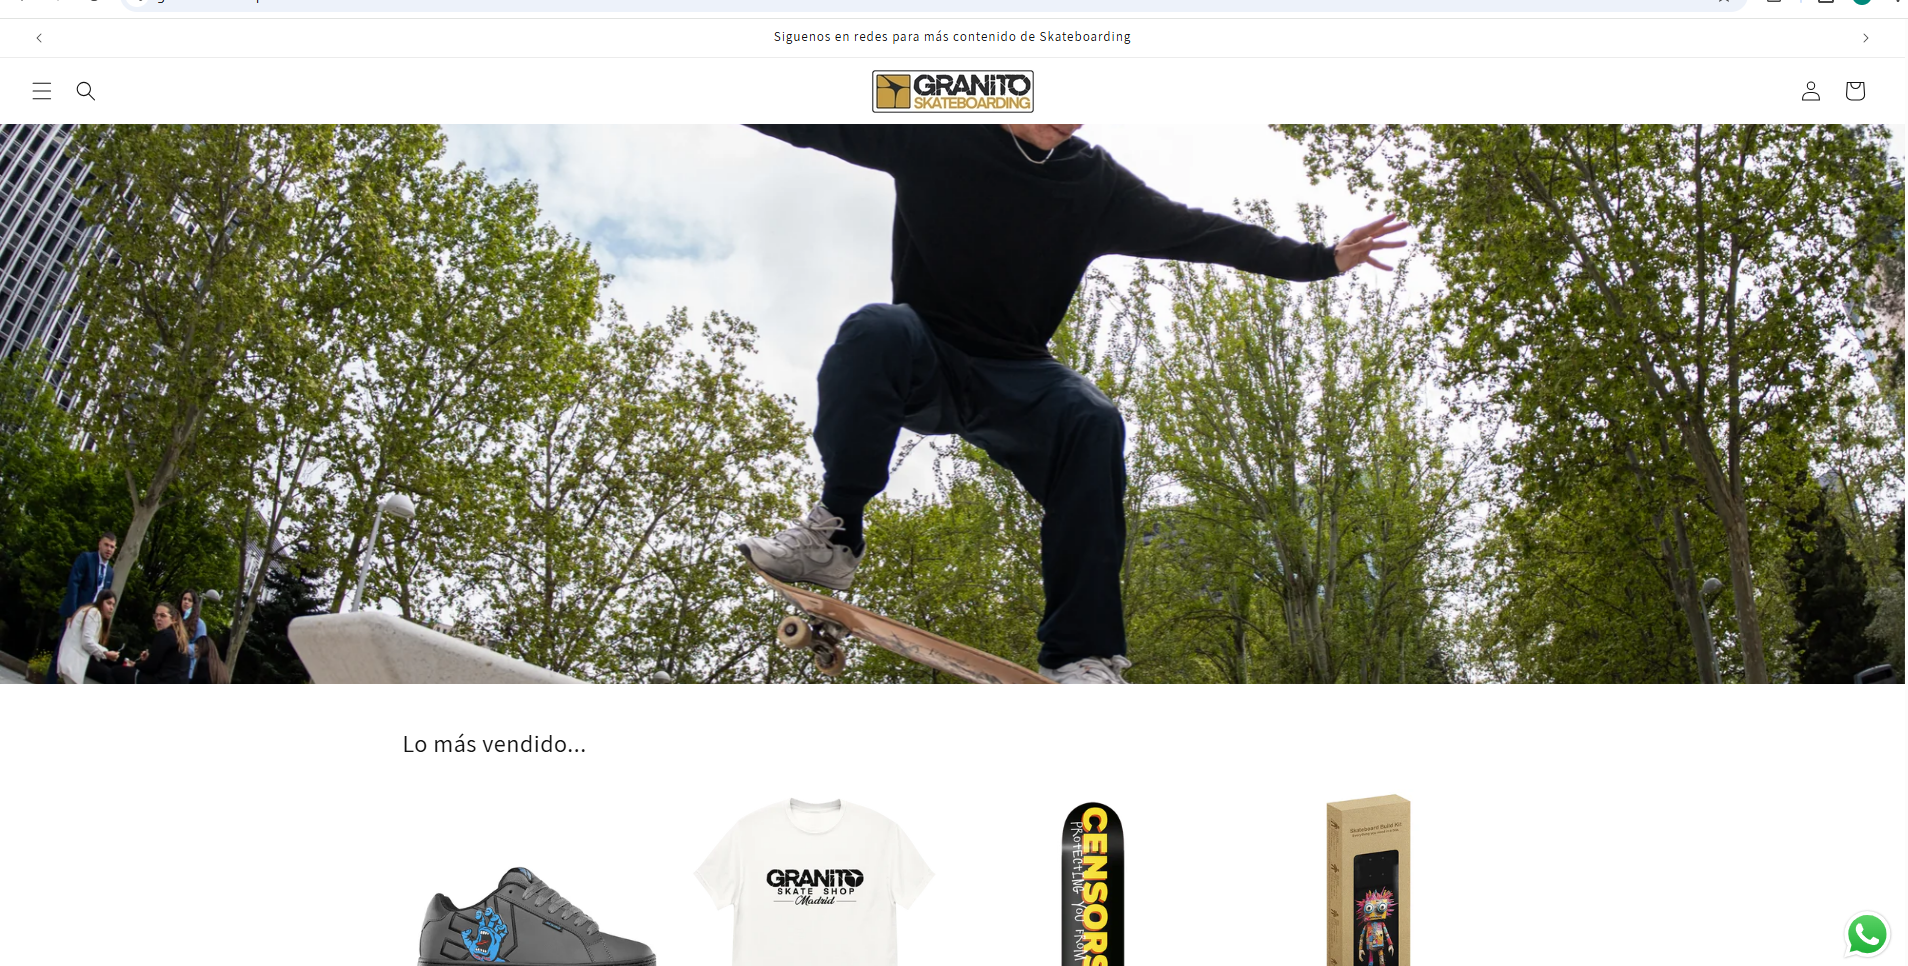 Siguenos en redes para más contenido de Skateboarding
GRANITO
SKATEBOARDING
Lo más vendido...
GRANITO
SKATE SHOP
Madrid
CENSORS
PROTECTING YOU FROM
Skateboard Build Kit